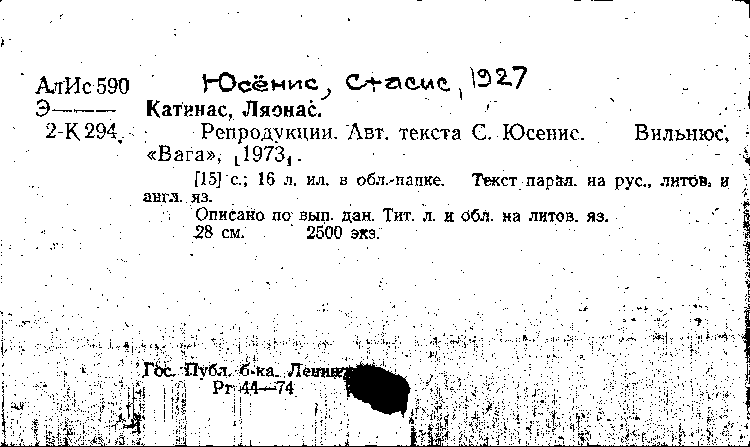 АлИс 590 Юсёнис, Стасис, 1927
Э——— Катинас, Ляонас.
2-К 294. Репродукции. Авт. текста С. Юсенис. Вильнюс,
«Вага», [1973].
[15] с.; 16 л. ил. в обл.-папке. Текст парал. на рус., литов. и
англ. яз.
Описано по вып. дан. Тит. л. и обл. на литов. яз.
28 см. 2500 экз.
Гос. Публ. б-ка. Ленинг
Рг 44—74